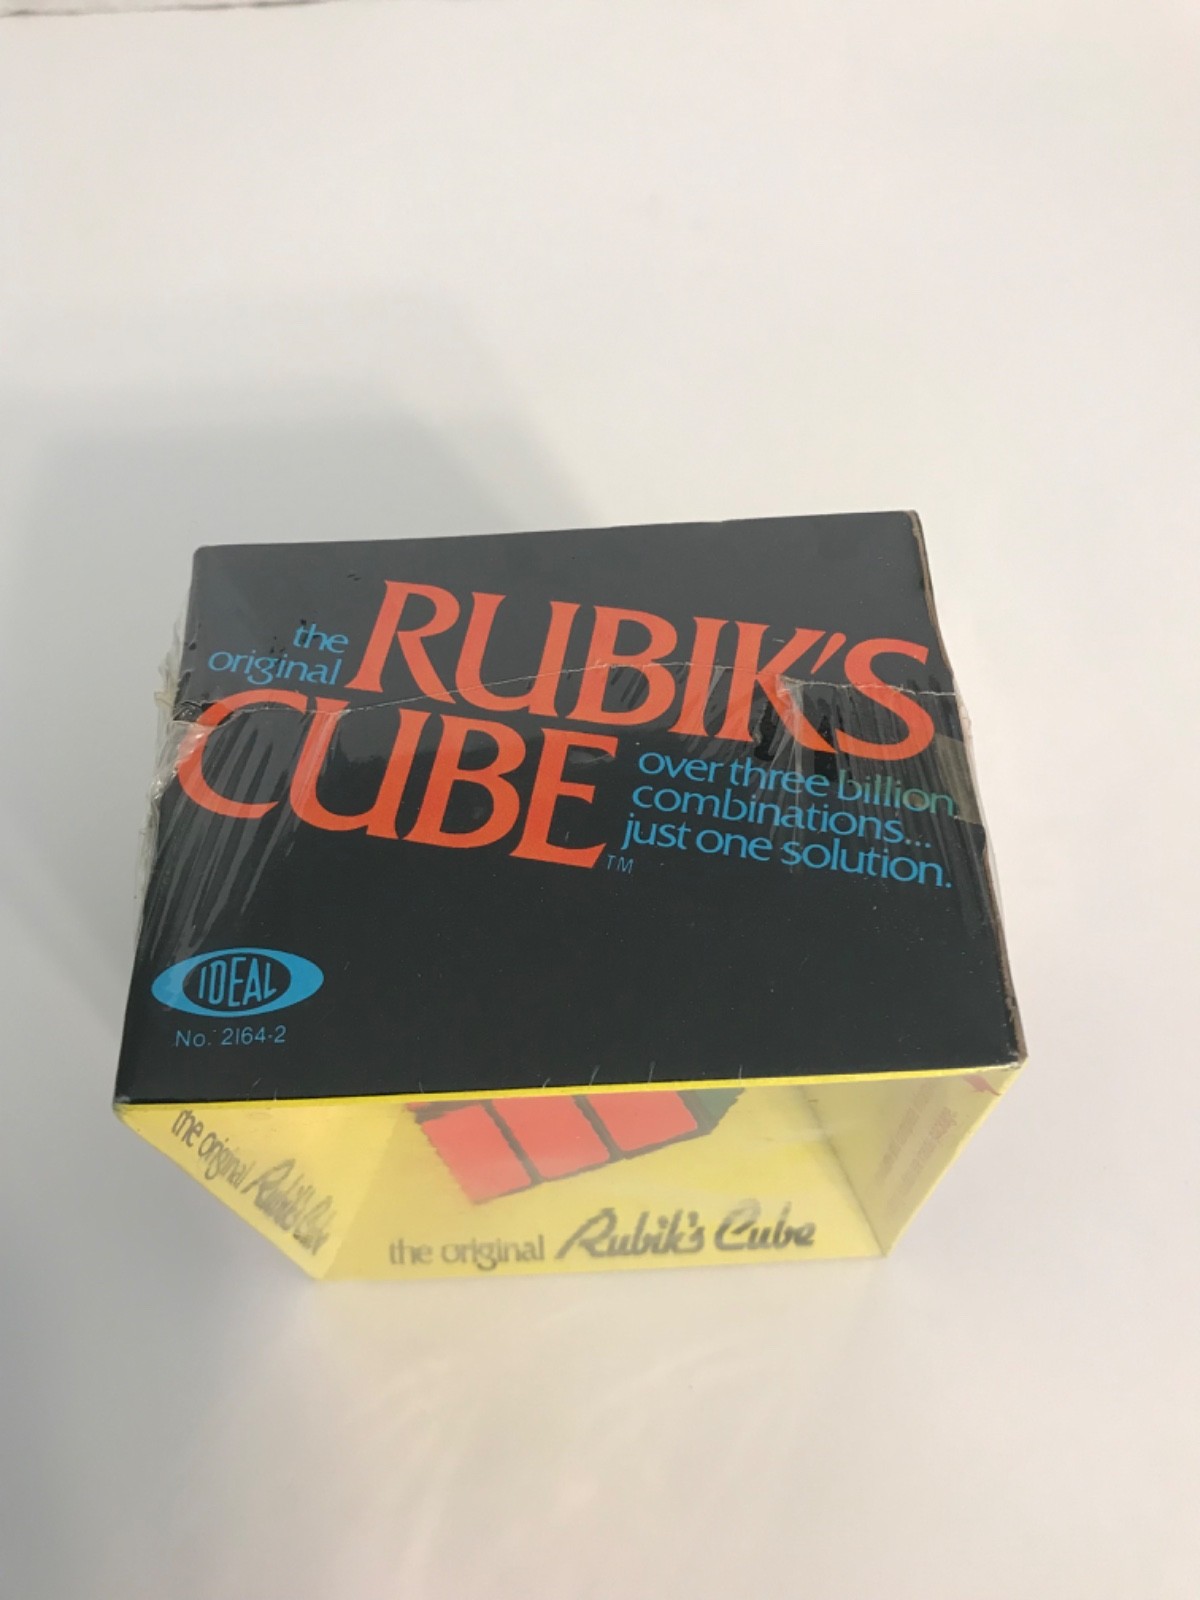 the
original
RUBIK'S
CUBE
TM
over three billion
combinations...
just one solution.
IDEAL
No. 2164-2
the original Rubik's Cube
the original Rubik's Cube